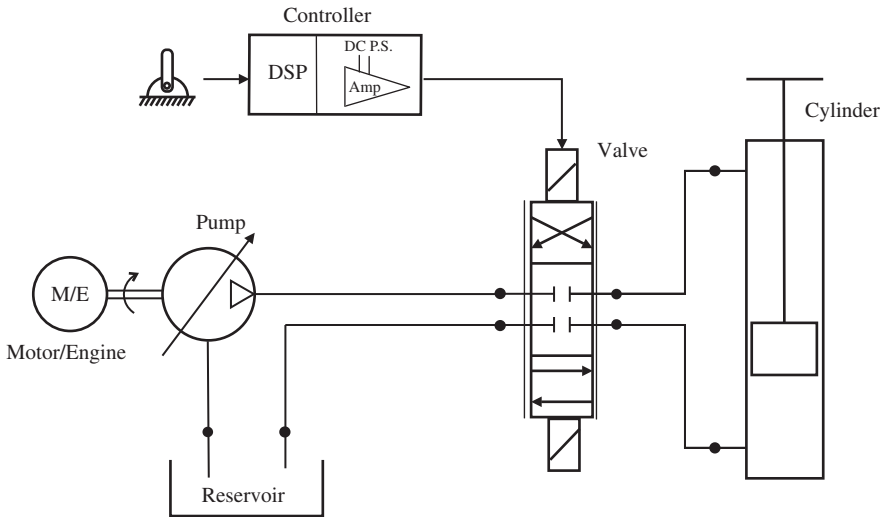 Controller
DC P.S.
DSP
Amp
Cylinder
Valve
Pump
M/E
Motor/Engine
Reservoir